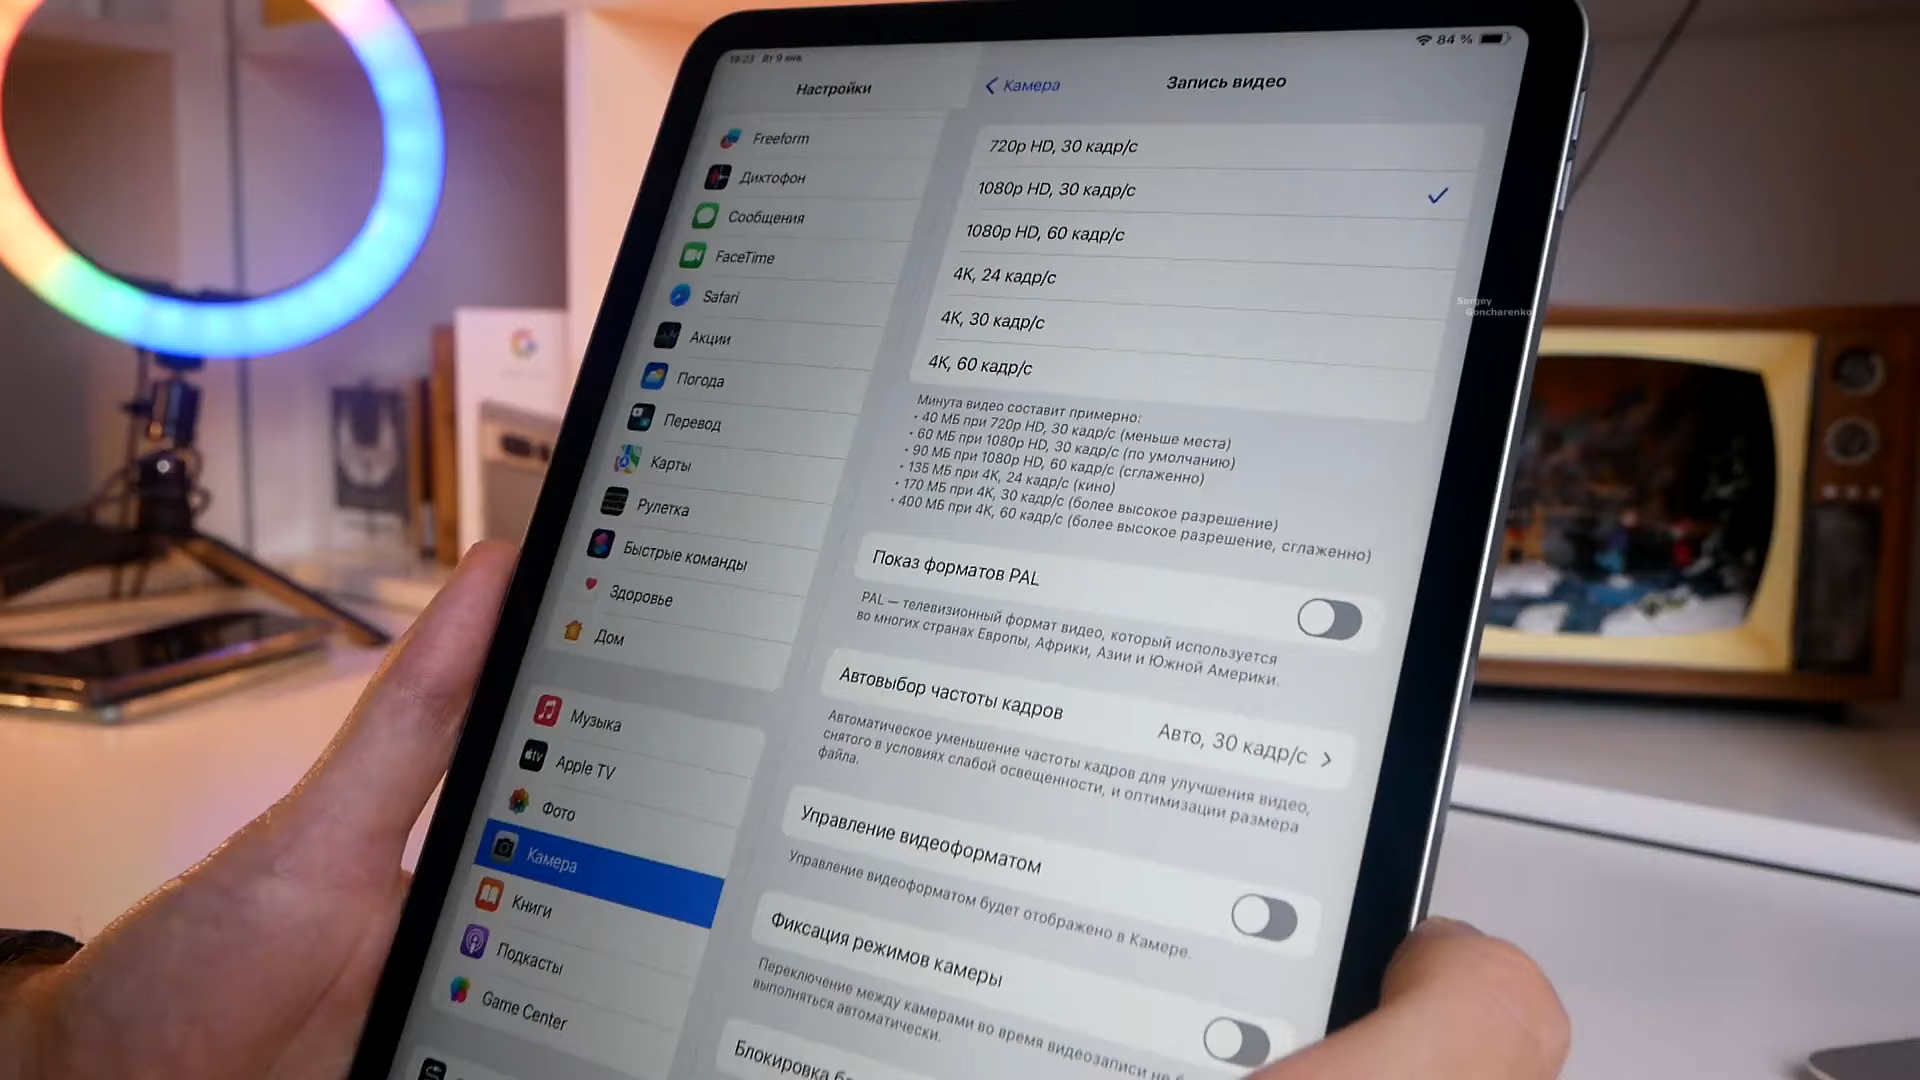 19:23 Вт 9 янв.
84 %
Настройки
Freeform
Диктофон
Сообщения
FaceTime
Safari
Акции
Погода
Перевод
Карты
Рулетка
Быстрые команды
Здоровье
Дом
Музыка
Apple TV
Фото
Камера
Книги
Подкасты
Game Center
Камера
Запись видео
720p HD, 30 кадр/с
1080p HD, 30 кадр/с
1080p HD, 60 кадр/с
4K, 24 кадр/с
4K, 30 кадр/с
4K, 60 кадр/с
Минута видео составит примерно:
• 40 МБ при 720p HD, 30 кадр/с (меньше места)
• 60 МБ при 1080p HD, 30 кадр/с (по умолчанию)
• 90 МБ при 1080p HD, 60 кадр/с (сглаженно)
• 135 МБ при 4K, 24 кадр/с (кино)
• 170 МБ при 4K, 30 кадр/с (более высокое разрешение)
• 400 МБ при 4K, 60 кадр/с (более высокое разрешение, сглаженно)
Показ форматов PAL
PAL — телевизионный формат видео, который используется
во многих странах Европы, Африки, Азии и Южной Америки.
Автовыбор частоты кадров
Авто, 30 кадр/с
Автоматическое уменьшение частоты кадров для улучшения видео,
снятого в условиях слабой освещенности, и оптимизации размера
файла.
Управление видеоформатом
Управление видеоформатом будет отображено в Камере.
Фиксация режимов камеры
Переключение между камерами во время видеозаписи не
выполняться автоматически.
Блокировка
Sergey
Goncharenko